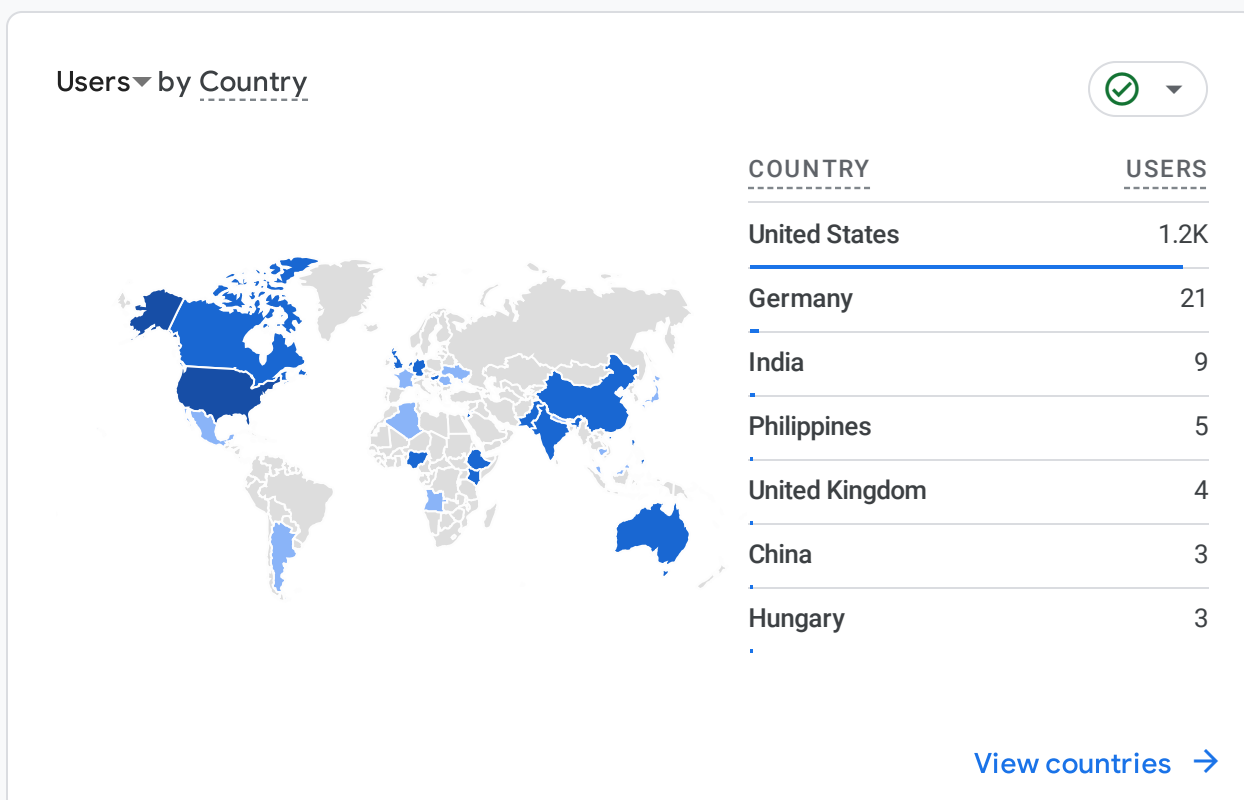 Users by Country
COUNTRY USERS
United States 1.2K
Germany 21
India 9
Philippines 5
United Kingdom 4
China 3
Hungary 3
View countries